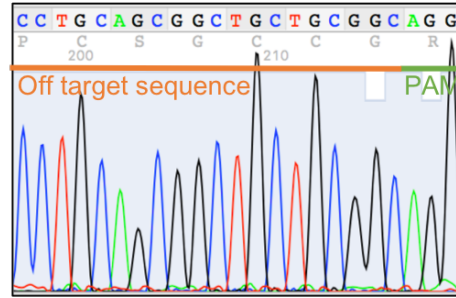 CCTGCAGCGGCTGCTGCGGCAGG
P C S G C C G R
200 210
Off target sequence PAM